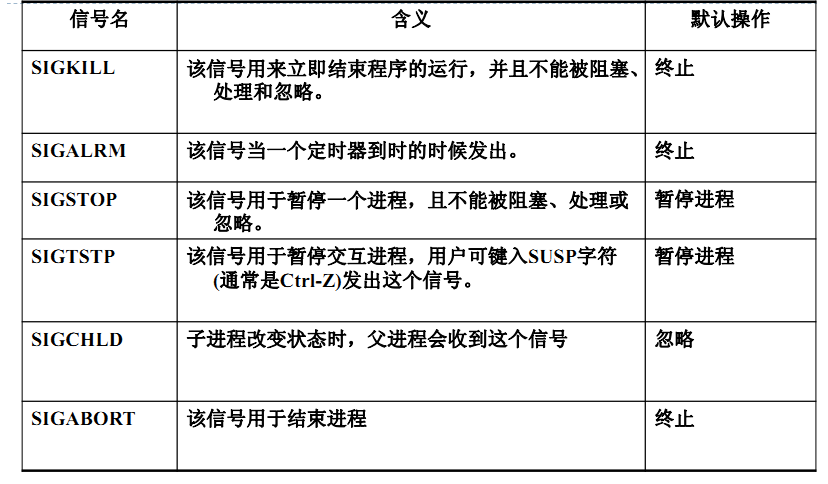 信号名 含义 默认操作
SIGKILL 该信号用来立即结束程序的运行，并且不能被阻塞、 终止
处理和忽略。
SIGALRM 该信号当一个定时器到时的时候发出。 终止
SIGSTOP 该信号用于暂停一个进程，且不能被阻塞、处理或 暂停进程
忽略。
SIGTSTP 该信号用于暂停交互进程，用户可键入SUSP字符 暂停进程
(通常是Ctrl-Z)发出这个信号。
SIGCHLD 子进程改变状态时，父进程会收到这个信号 忽略
SIGABORT 该信号用于结束进程 终止